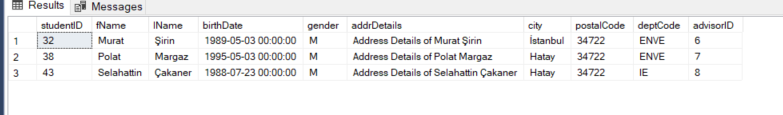 Results Messages
studentID fName lName birthDate gender addrDetails city postalCode deptCode advisorID
1 32 Murat Şirin 1989-05-03 00:00:00 M Address Details of Murat Şirin İstanbul 34722 ENVE 6
2 38 Polat Margaz 1995-05-03 00:00:00 M Address Details of Polat Margaz Hatay 34722 ENVE 7
3 43 Selahattin Çakaner 1988-07-23 00:00:00 M Address Details of Selahattin Çakaner Hatay 34722 IE 8